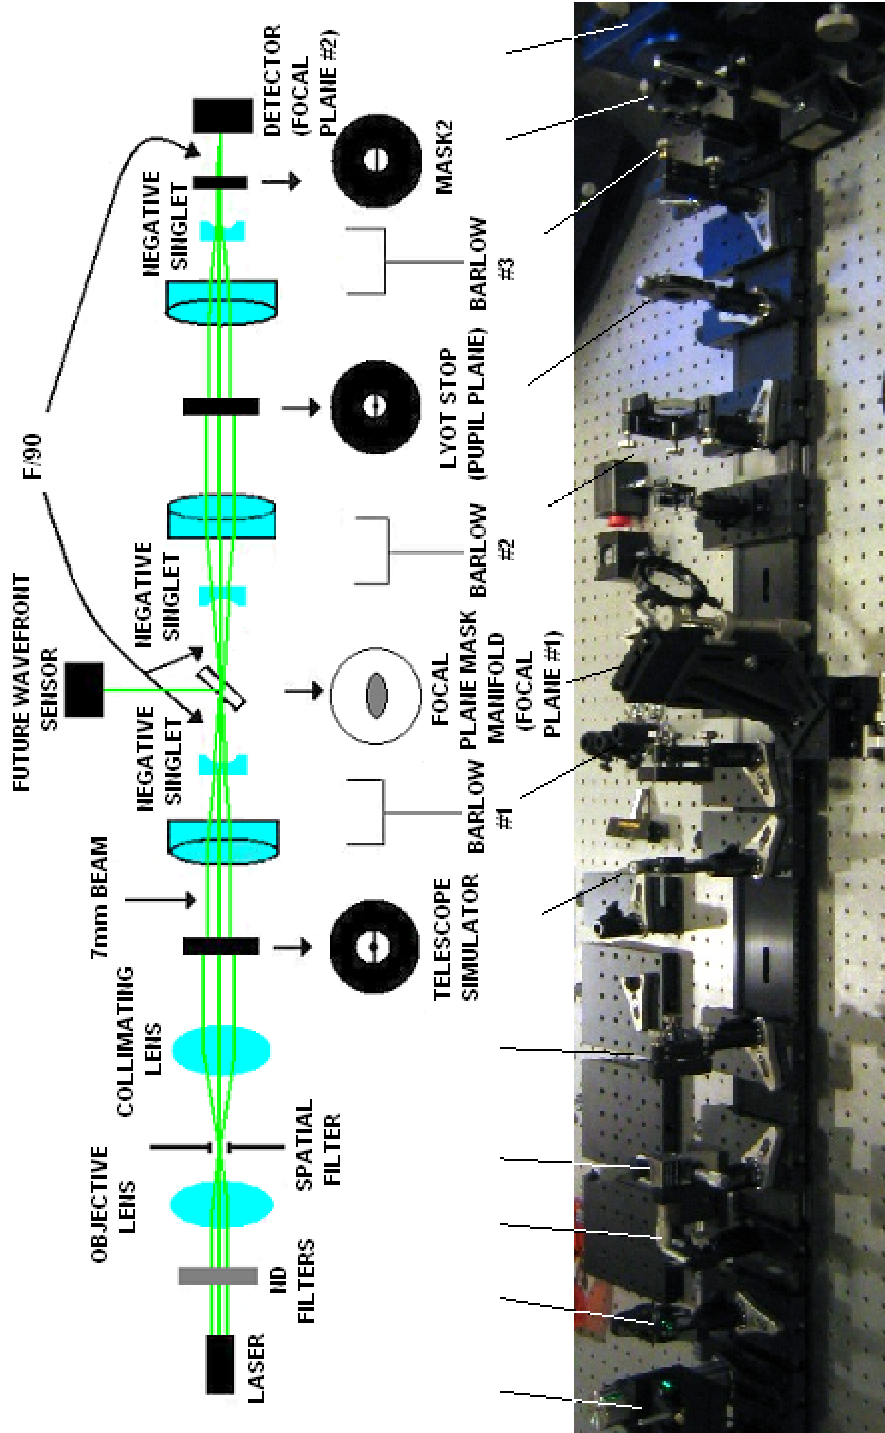 LASER
ND
FILTERS
OBJECTIVE
LENS
SPATIAL
FILTER
COLLIMATING
LENS
TELESCOPE
SIMULATOR
7mm BEAM
BARLOW
#1
NEGATIVE
SINGLET
FUTURE WAVEFRONT
SENSOR
FOCAL
PLANE MASK
MANIFOLD
(FOCAL
PLANE #1)
NEGATIVE
SINGLET
F/90
BARLOW
#2
LYOT STOP
(PUPIL PLANE)
BARLOW
#3
NEGATIVE
SINGLET
MASK2
DETECTOR
(FOCAL
PLANE #2)